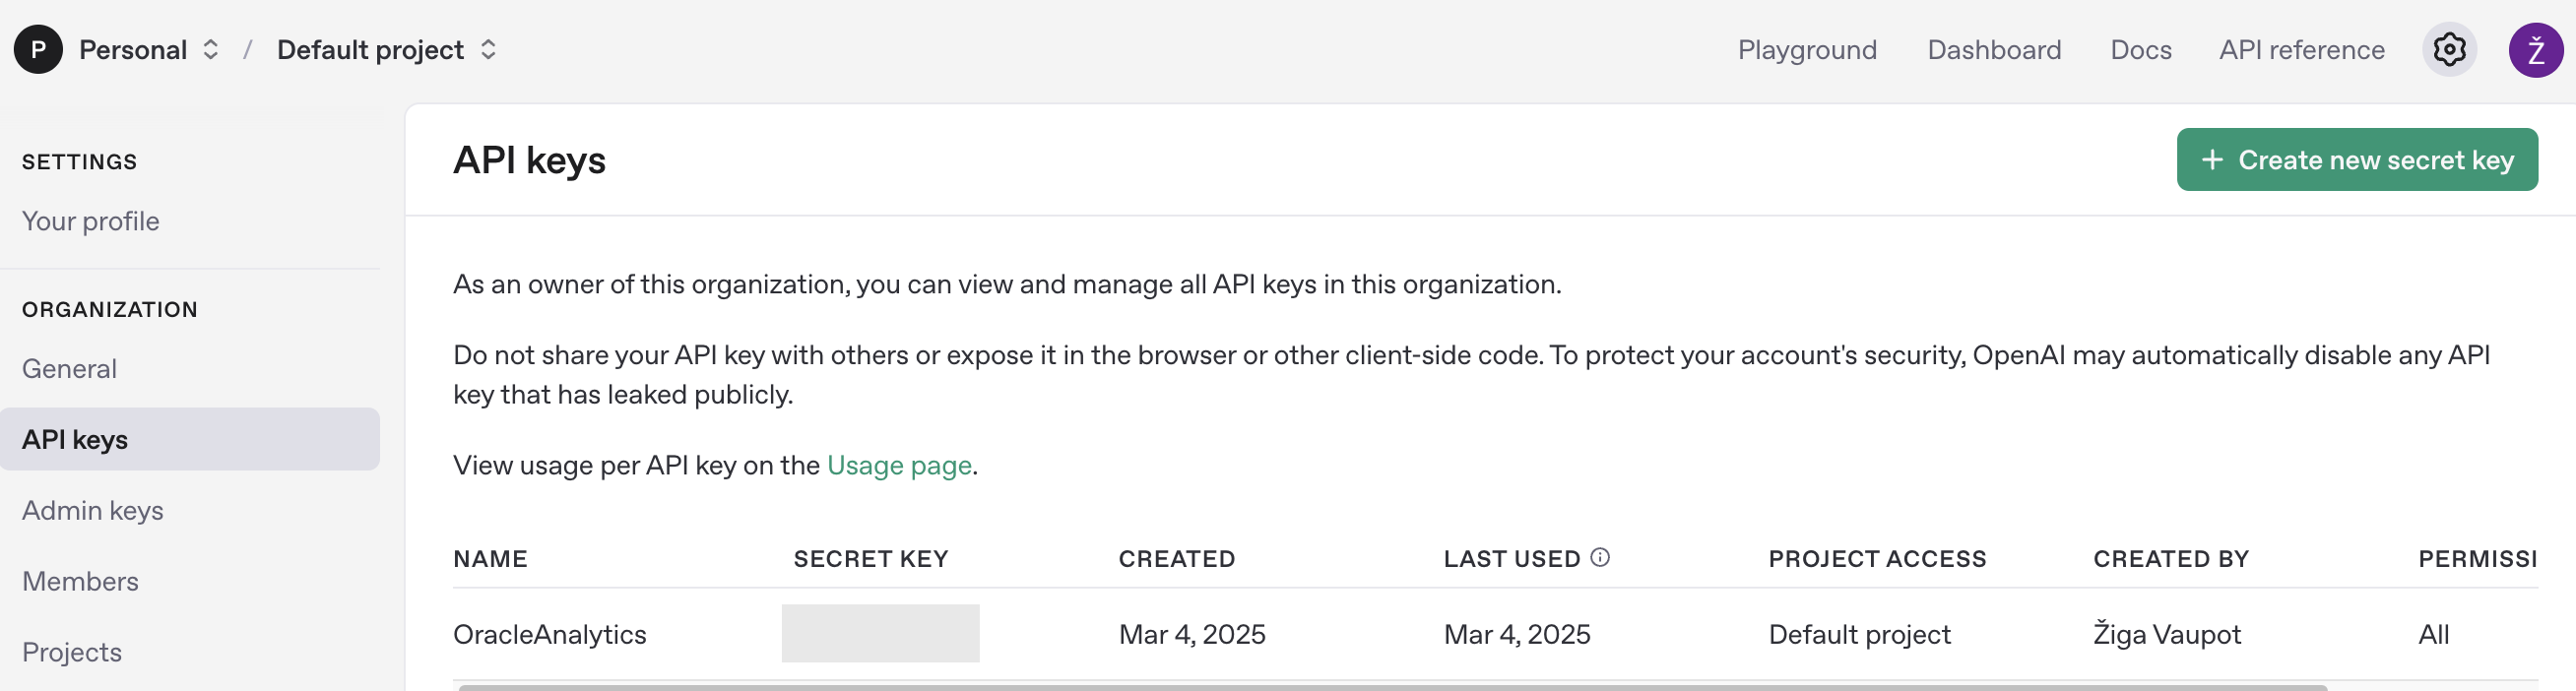 P Personal / Default project Playground Dashboard Docs API reference Ž
SETTINGS
Your profile
ORGANIZATION
General
API keys
Admin keys
Members
Projects
API keys
+ Create new secret key
As an owner of this organization, you can view and manage all API keys in this organization.
Do not share your API key with others or expose it in the browser or other client-side code. To protect your account's security, OpenAI may automatically disable any API
key that has leaked publicly.
View usage per API key on the Usage page.
NAME SECRET KEY CREATED LAST USED PROJECT ACCESS CREATED BY PERMISSI
OracleAnalytics Mar 4, 2025 Mar 4, 2025 Default project Žiga Vaupot All